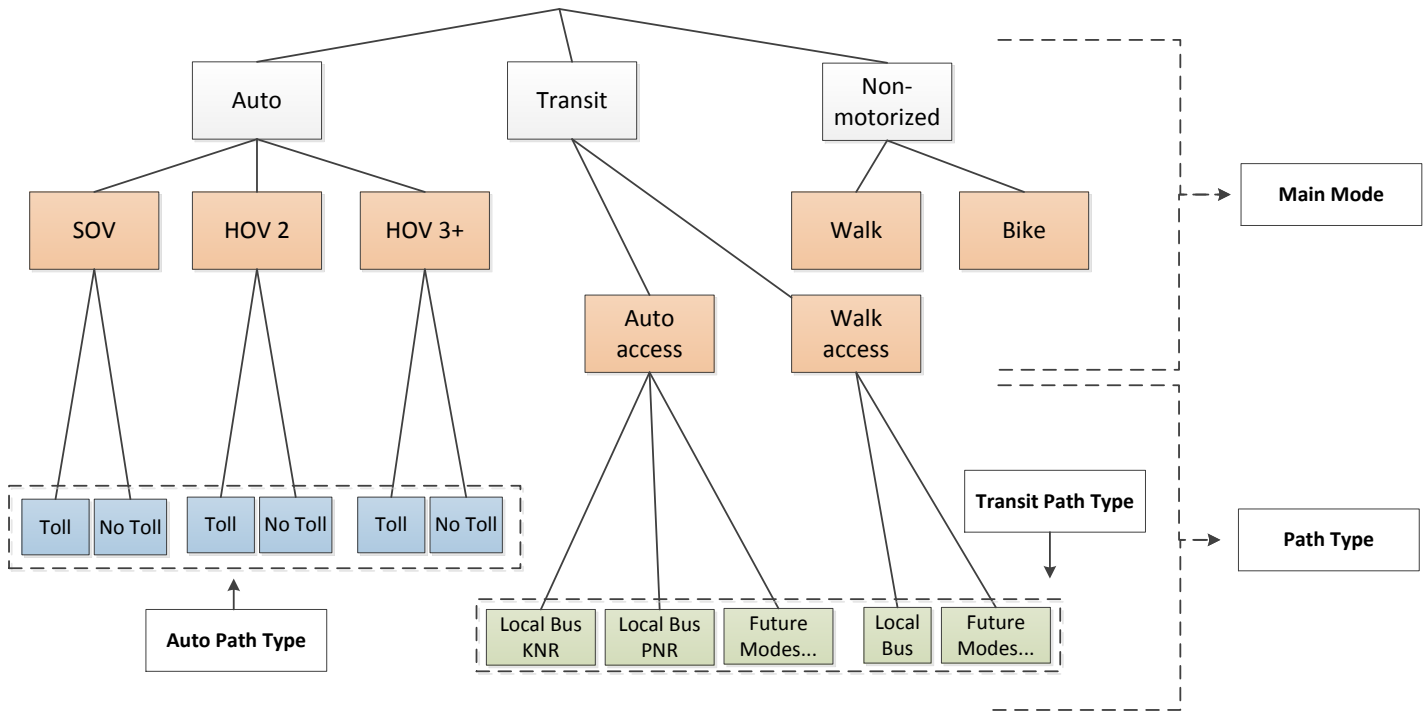 Auto
Transit
Non-
motorized
Main Mode
SOV
HOV 2
HOV 3+
Walk
Bike
Auto
access
Walk
access
Toll
No Toll
Toll
No Toll
Toll
No Toll
Transit Path Type
Path Type
Auto Path Type
Local Bus
KNR
Local Bus
PNR
Future
Modes...
Local
Bus
Future
Modes...